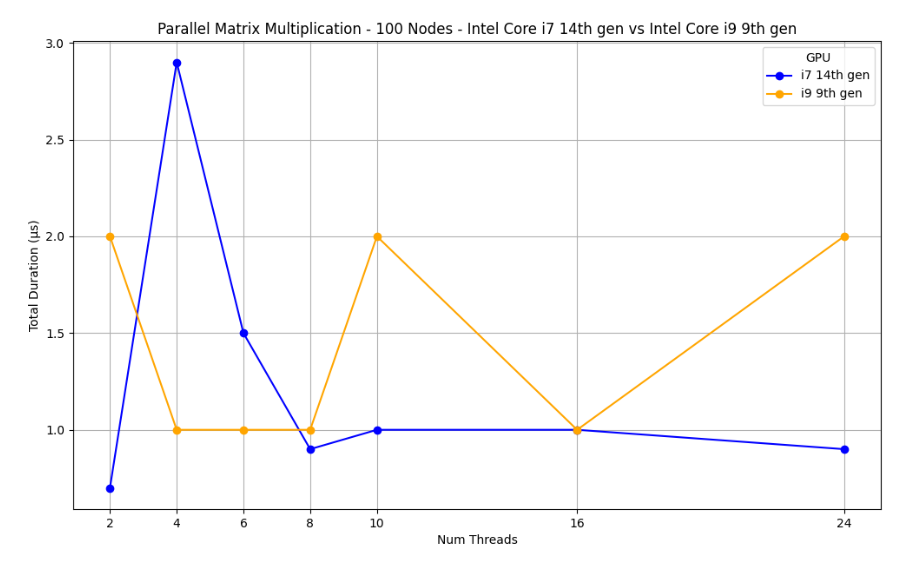 Parallel Matrix Multiplication - 100 Nodes - Intel Core i7 14th gen vs Intel Core i9 9th gen
GPU
i7 14th gen
i9 9th gen
Total Duration (µs)
3.0
2.5
2.0
1.5
1.0
2 4 6 8 10 16 24
Num Threads